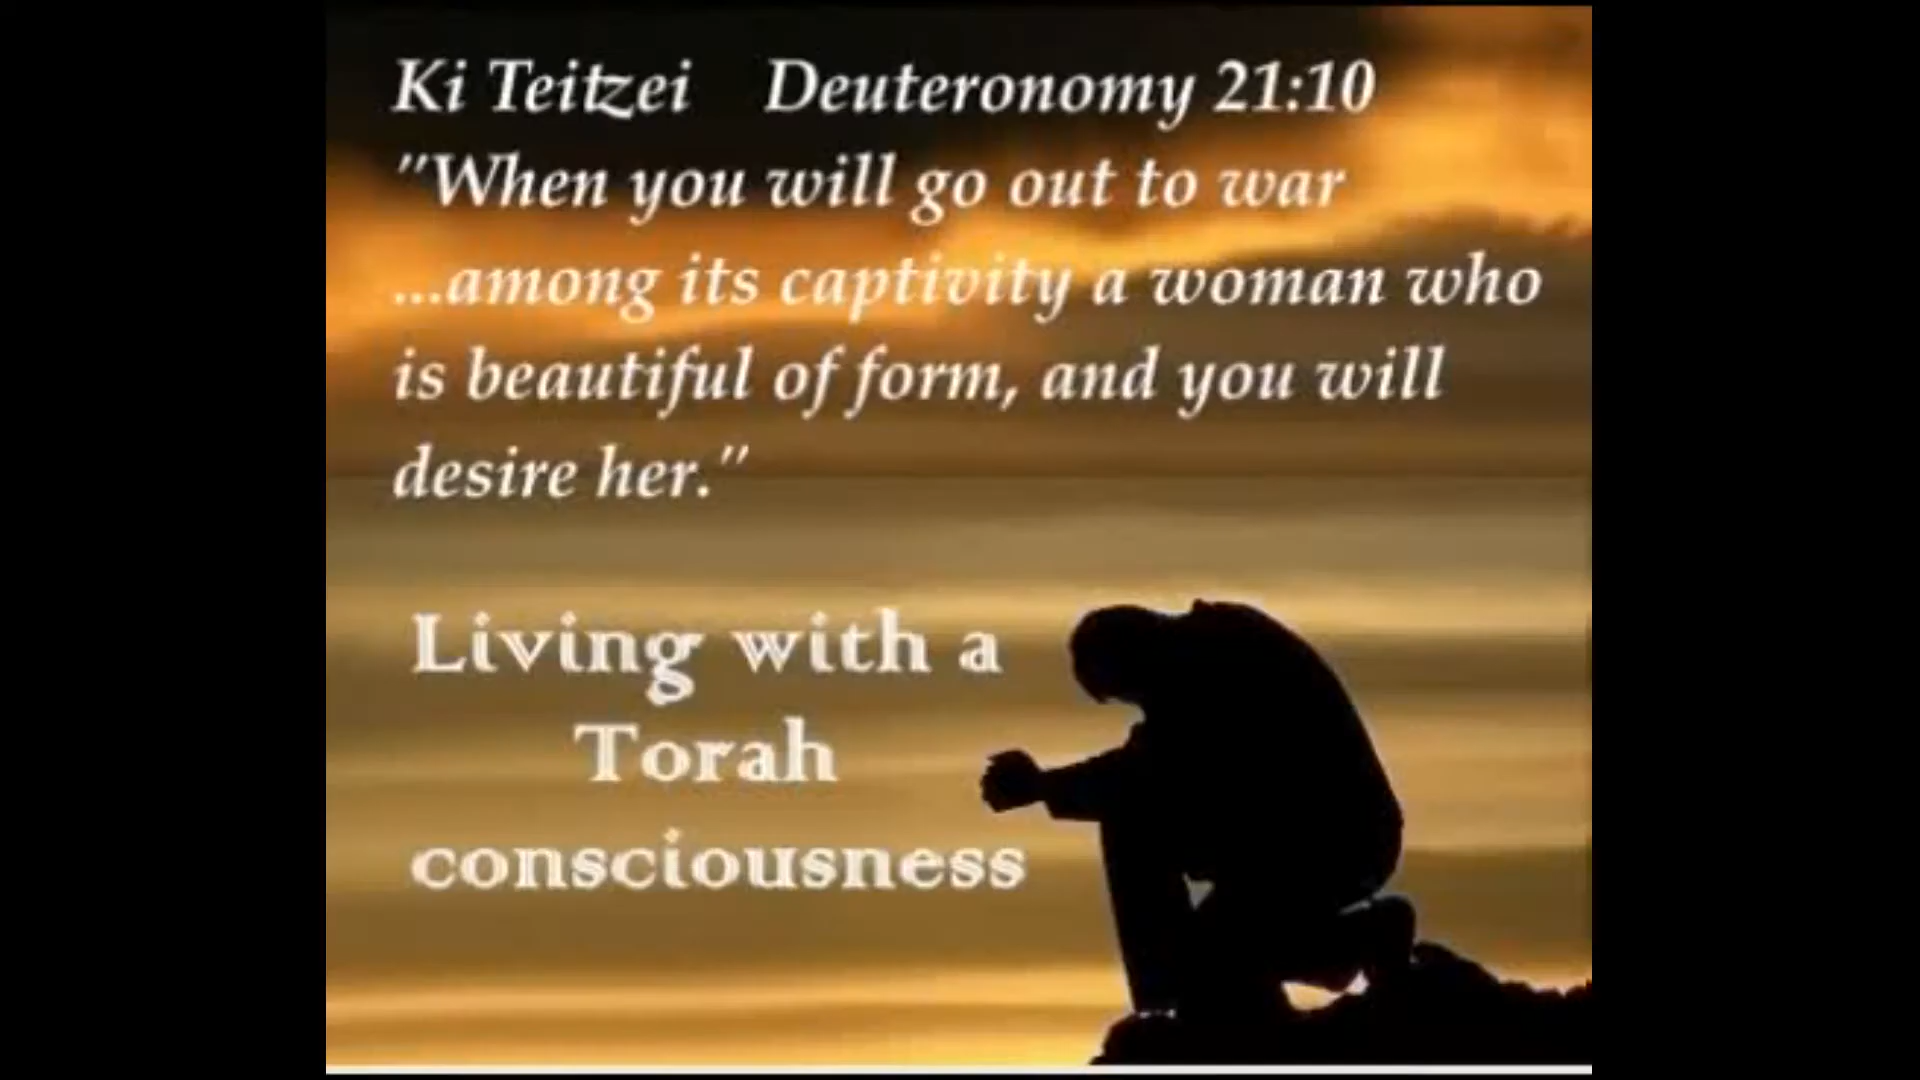 Ki Teitzei Deuteronomy 21:10
"When you will go out to war
...among its captivity a woman who
is beautiful of form, and you will
desire her."
Living with a
Torah
consciousness